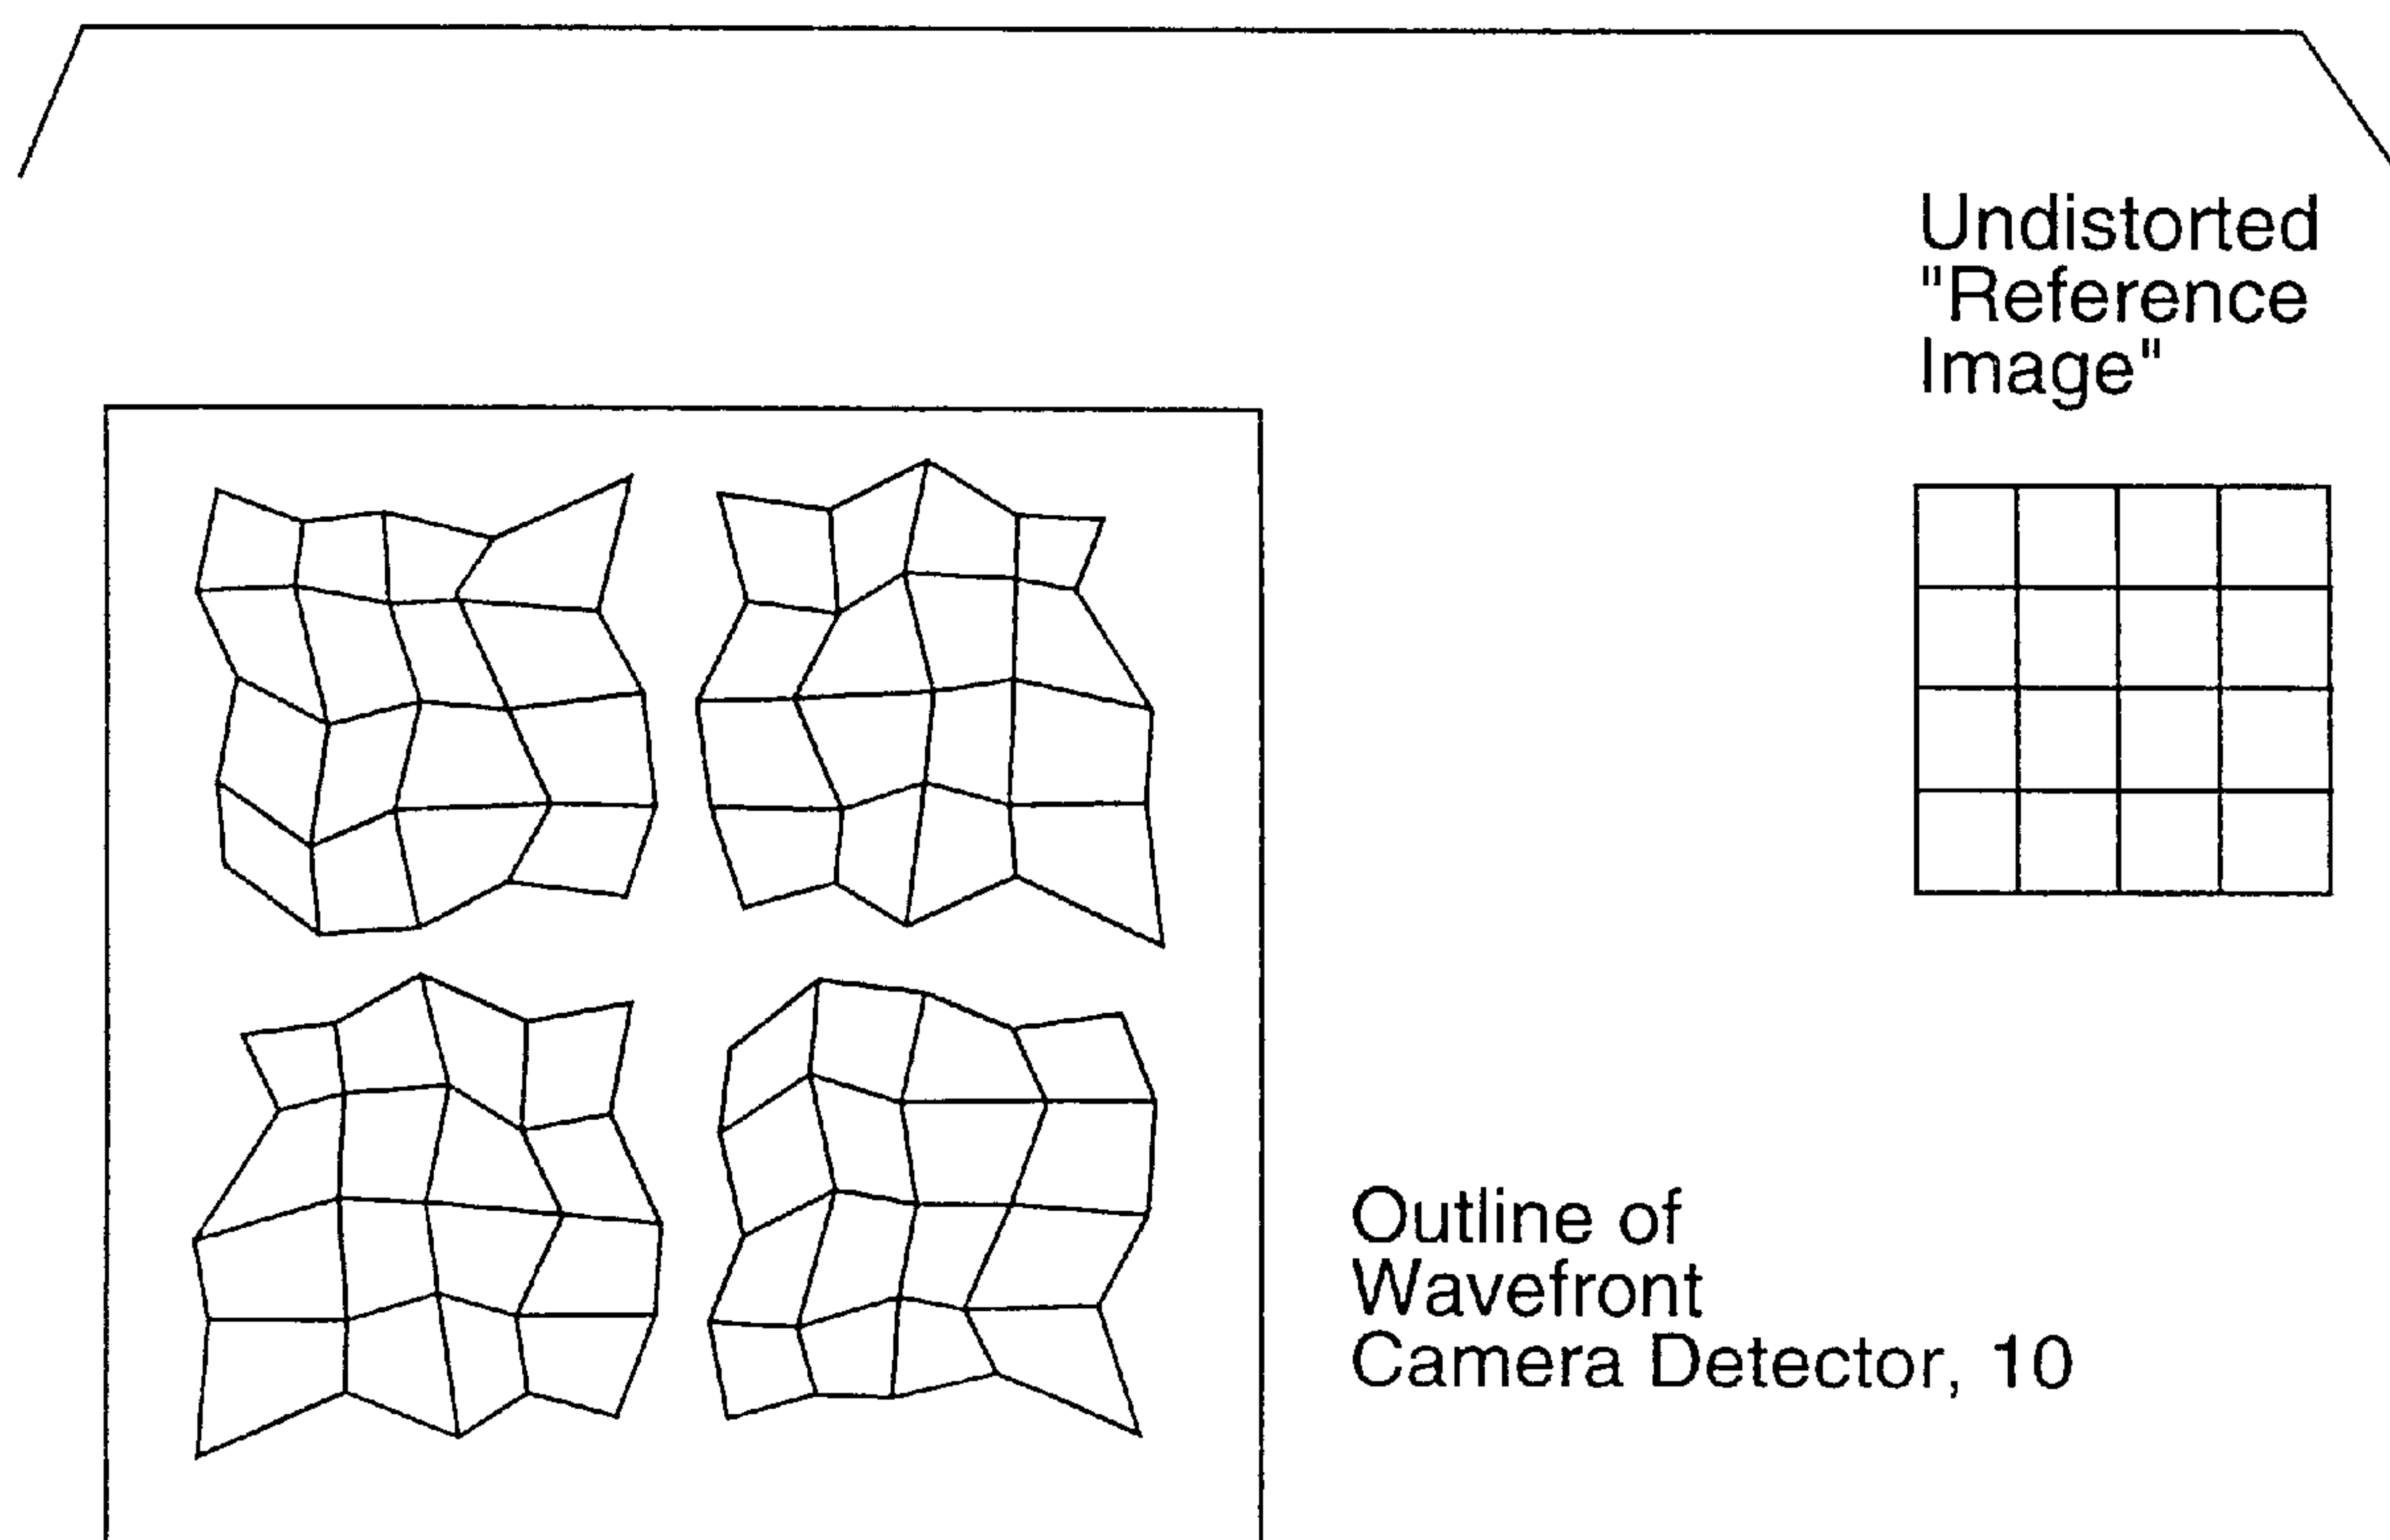 Undistorted
"Reference
Image"
Outline of
Wavefront
Camera Detector, 10